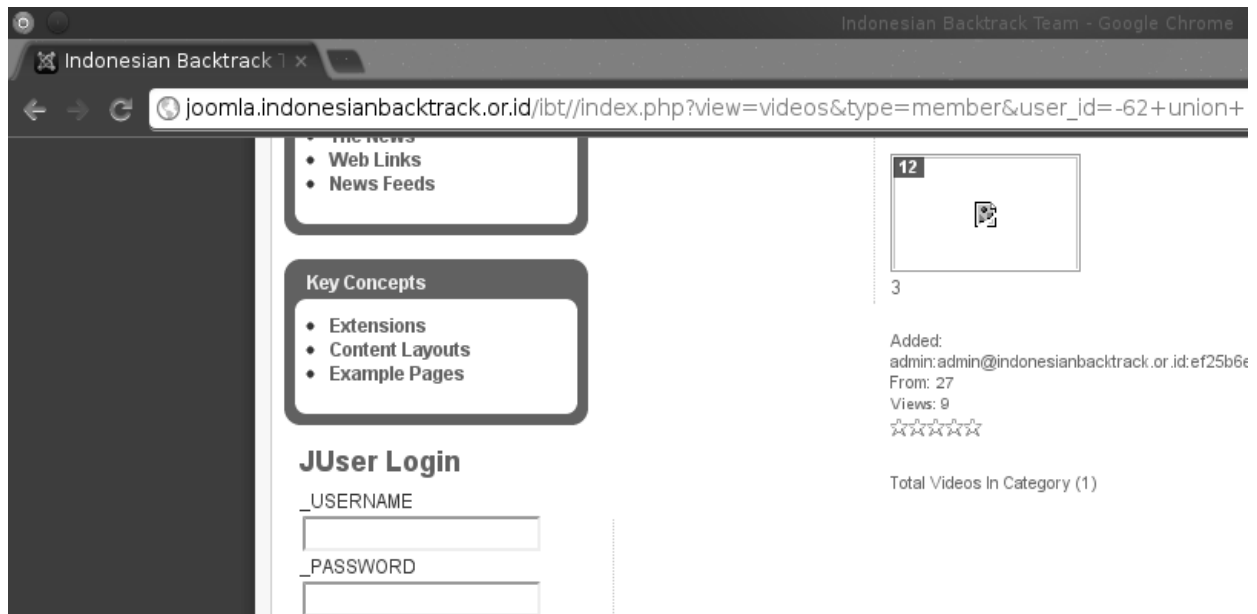 Indonesian Backtrack Team - Google Chrome
Indonesian Backtrack T
joomla.indonesianbacktrack.or.id/ibt//index.php?view=videos&type=member&user_id=-62+union+
The News
Web Links
News Feeds
Key Concepts
Extensions
Content Layouts
Example Pages
JUser Login
_USERNAME
_PASSWORD
12
3
Added:
admin:admin@indonesianbacktrack.or.id:ef25b6e
From: 27
Views: 9
Total Videos In Category (1)